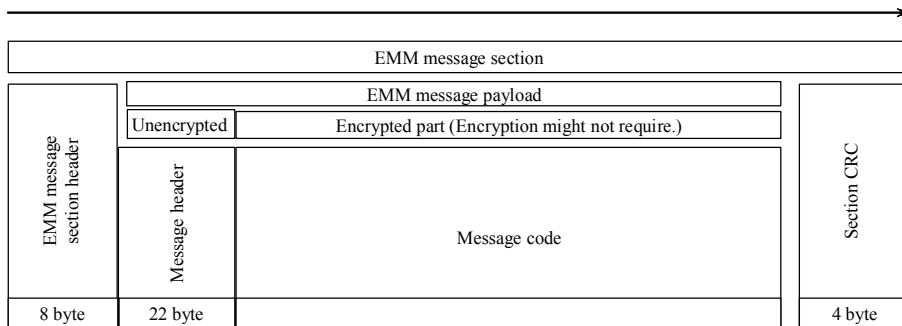 EMM message section
EMM message payload
Unencrypted
Encrypted part (Encryption might not require.)
EMM message
section header
Message header
Message code
Section CRC
8 byte
22 byte
4 byte